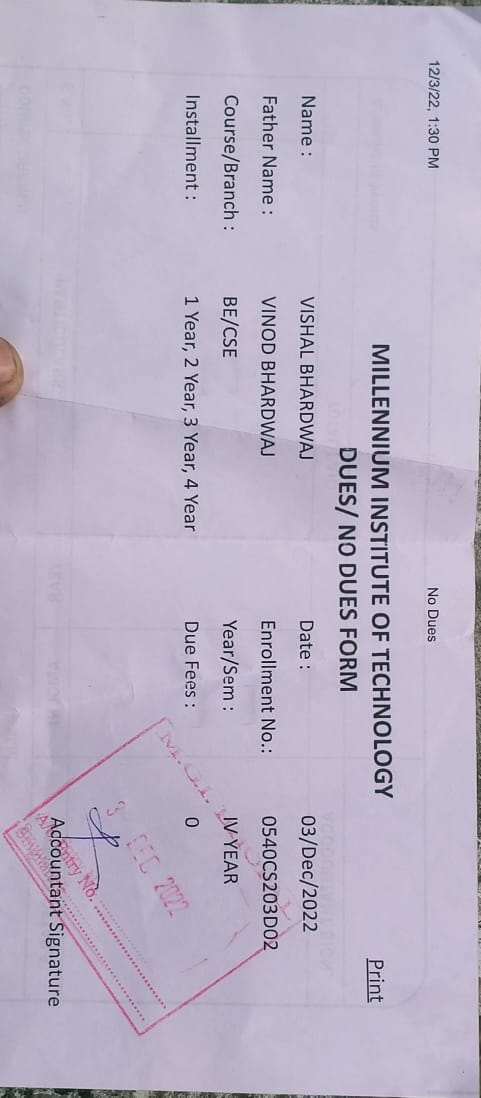 12/3/22, 1:30 PM No Dues
Print
MILLENNIUM INSTITUTE OF TECHNOLOGY
DUES/ NO DUES FORM
Name : VISHAL BHARDWAJ Date : 03/Dec/2022
Father Name : VINOD BHARDWAJ Enrollment No.: 0540CS203D02
Course/Branch : BE/CSE Year/Sem : IV-YEAR
Installment : 1 Year, 2 Year, 3 Year, 4 Year Due Fees : 0
M.G.I.
3 DEC 2022
Entry No.
Accountant Signature